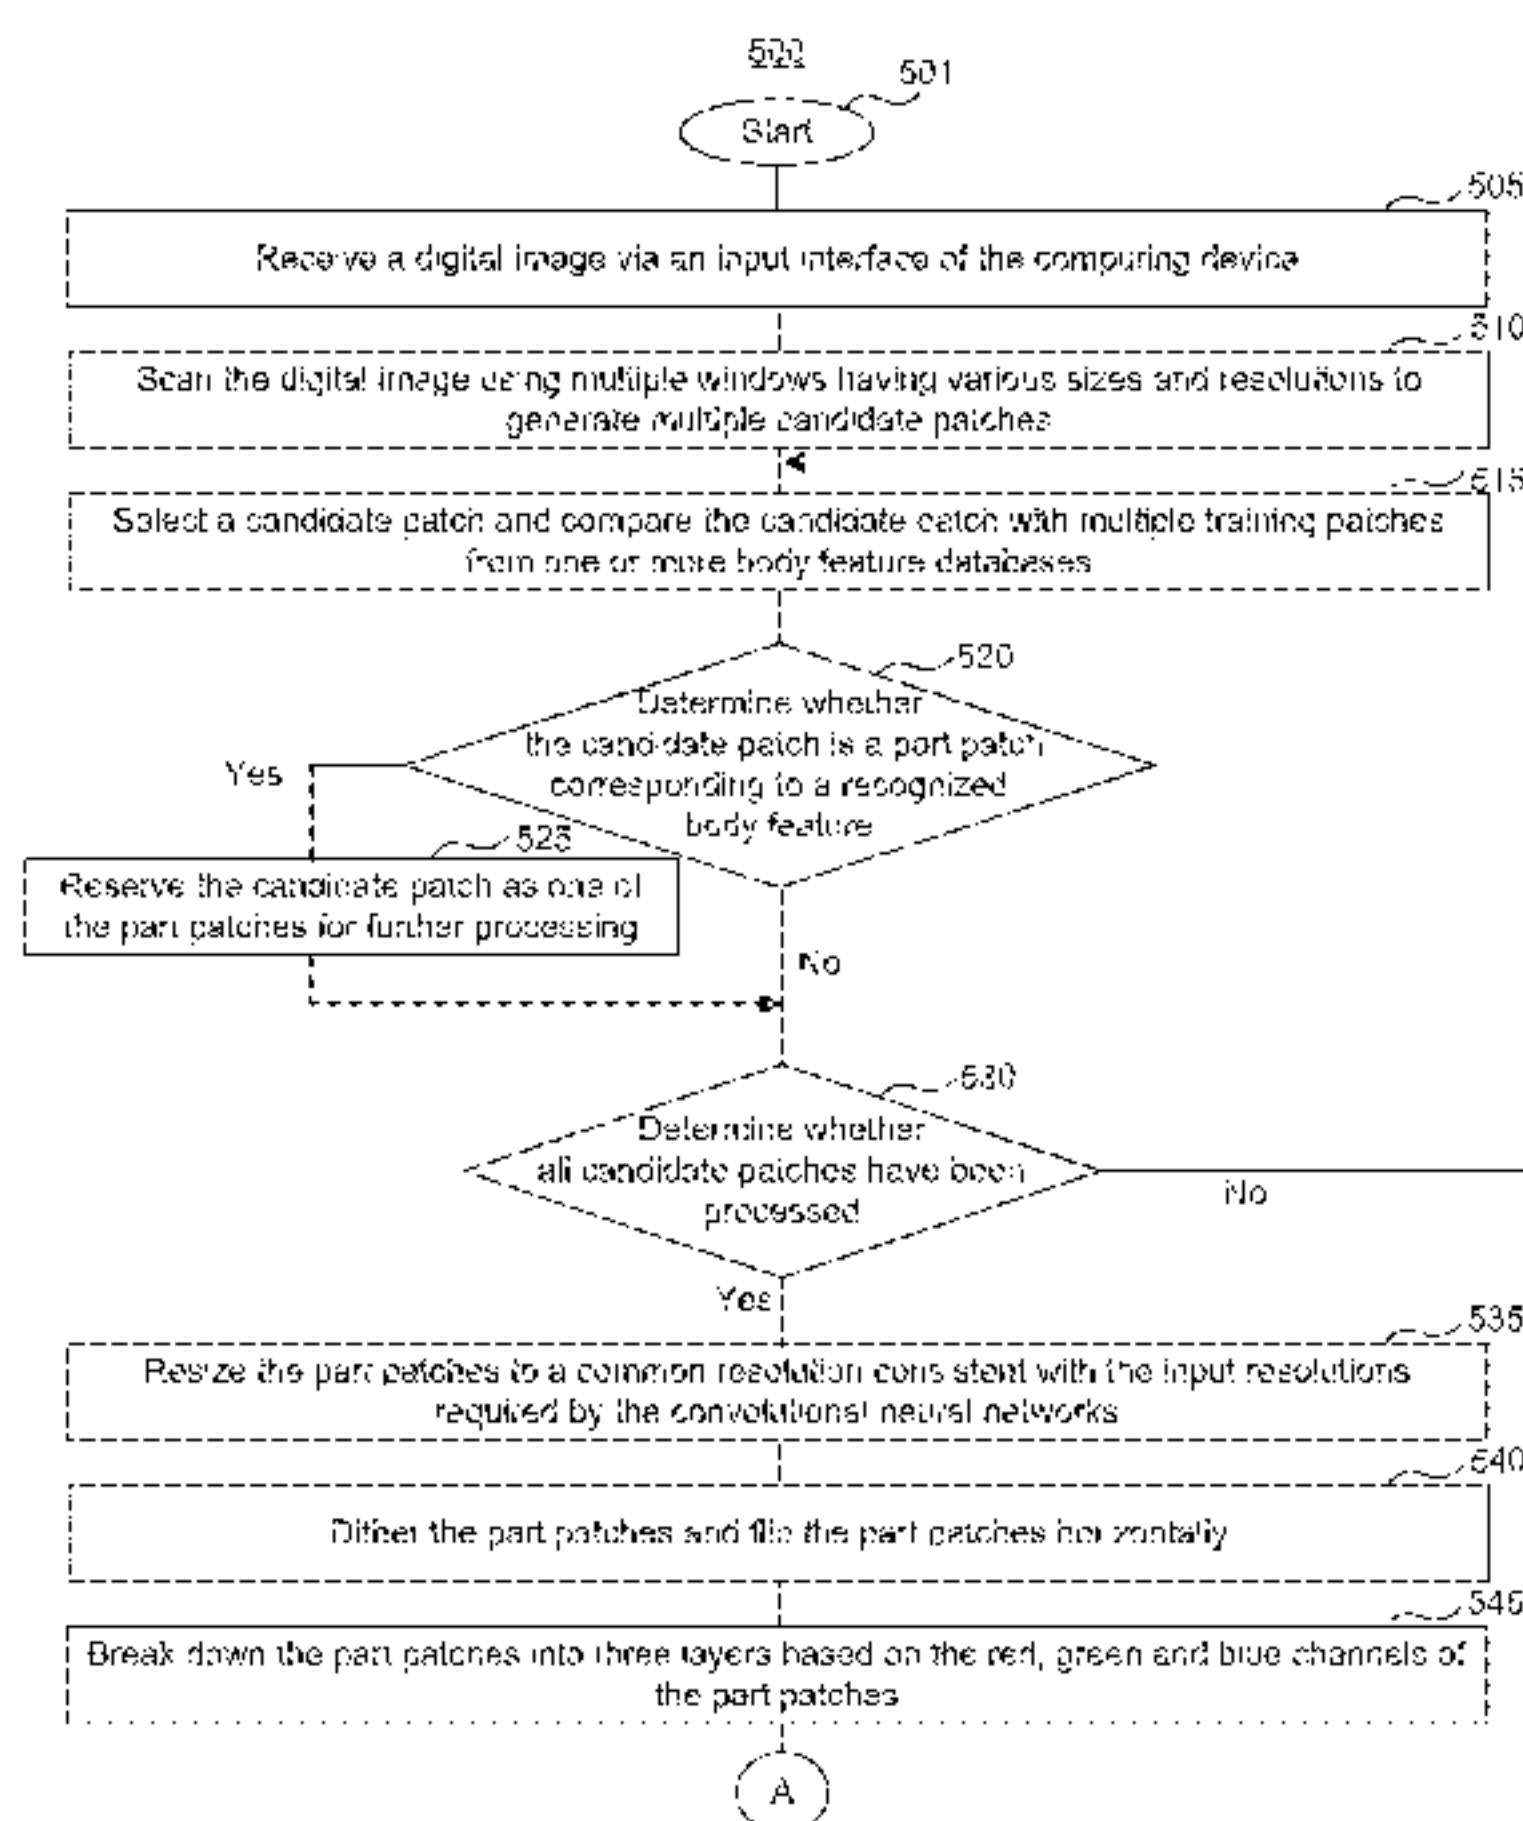 500
501
Start
505
Receive a digital image via an input interface of the computing device
510
Scan the digital image using multiple windows having various sizes and resolutions to
generate multiple candidate patches
515
Select a candidate patch and compare the candidate patch with multiple training patches
from one or more body feature databases
520
Determine whether
the candidate patch is a part patch
corresponding to a recognized
body feature
Yes
525
Reserve the candidate patch as one of
the part patches for further processing
No
530
Determine whether
all candidate patches have been
processed
No
Yes
535
Resize the part patches to a common resolution consistent with the input resolutions
required by the convolutional neural networks
540
Dither the part patches and flip the part patches horizontally
545
Break down the part patches into three layers based on the red, green and blue channels of
the part patches
A